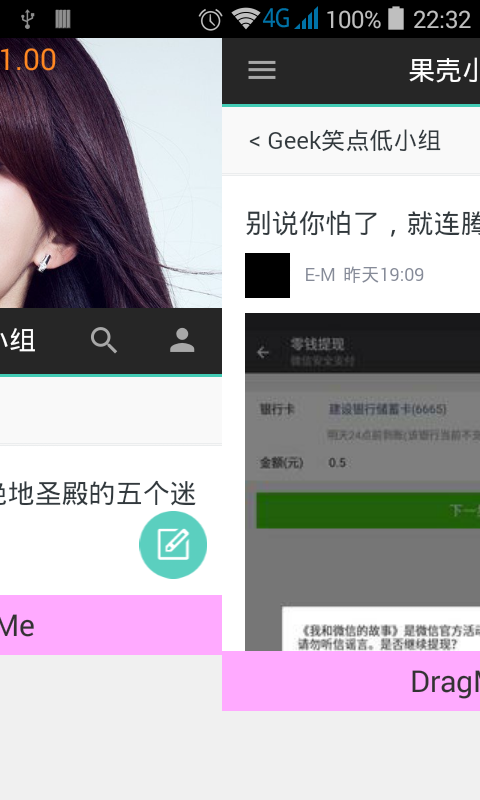 4G 100% 22:32
1.00
果壳小
< Geek笑点低小组
别说你怕了，就连腾
E-M 昨天19:09
零钱提现
微信安全支付
银行卡 建设银行储蓄卡(6665)
明天24点前到账(该银行当前不
金额(元) 0.5
下一
《我和微信的故事》是微信官方活
请勿听信谣言。是否继续提现？
DragM
小组
地圣殿的五个迷
Me